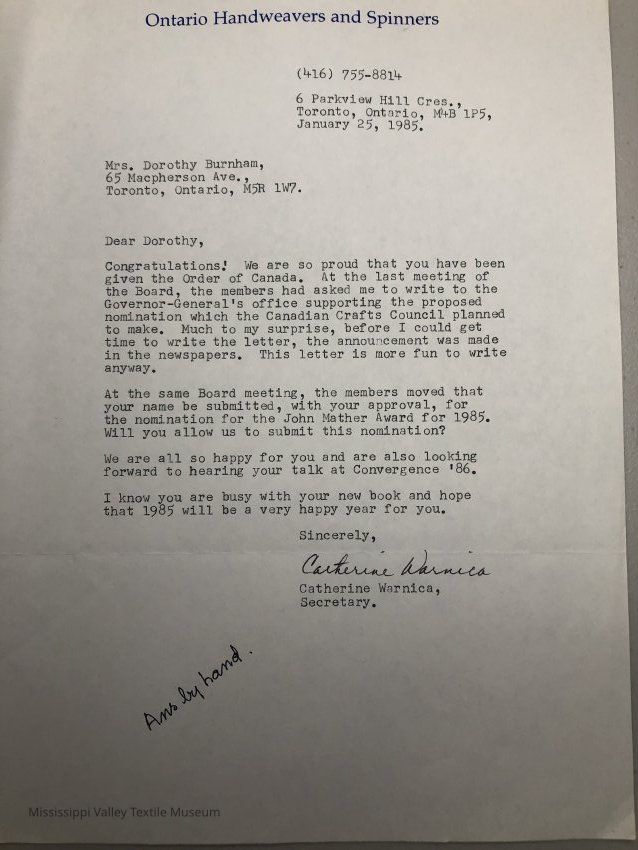 Ontario Handweavers and Spinners
(416) 755-8814
6 Parkview Hill Cres.,
Toronto, Ontario, M4B 1P5,
January 25, 1985.
Mrs. Dorothy Burnham,
65 Macpherson Ave.,
Toronto, Ontario, M5R 1W7.
Dear Dorothy,
Congratulations! We are so proud that you have been
given the Order of Canada. At the last meeting of
the Board, the members had asked me to write to the
Governor-General's office supporting the proposed
nomination which the Canadian Crafts Council planned
to make. Much to my surprise, before I could get
time to write the letter, the announcement was made
in the newspapers. This letter is more fun to write
anyway.
At the same Board meeting, the members moved that
your name be submitted, with your approval, for
the nomination for the John Mather Award for 1985.
Will you allow us to submit this nomination?
We are all so happy for you and are also looking
forward to hearing your talk at Convergence '86.
I know you are busy with your new book and hope
that 1985 will be a very happy year for you.
Sincerely,
Catherine Warnica
Catherine Warnica,
Secretary.
Ans by hand.
Mississippi Valley Textile Museum